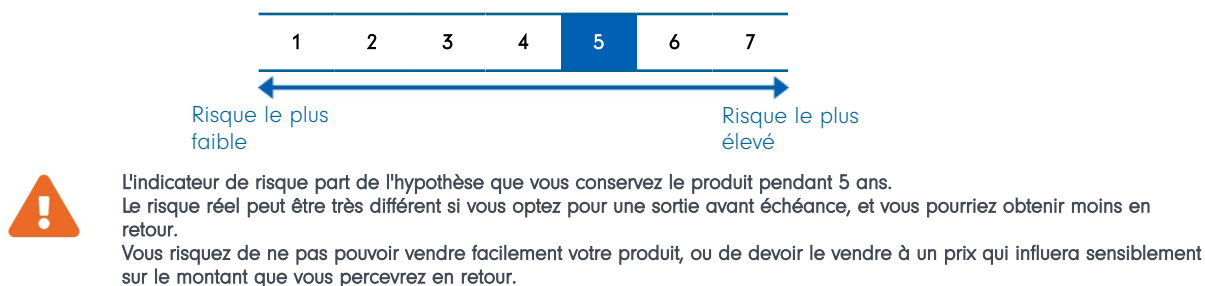 1 2 3 4 5 6 7
Risque le plus
faible
Risque le plus
élevé
L'indicateur de risque part de l'hypothèse que vous conservez le produit pendant 5 ans.
Le risque réel peut être très différent si vous optez pour une sortie avant échéance, et vous pourriez obtenir moins en
retour.
Vous risquez de ne pas pouvoir vendre facilement votre produit, ou de devoir le vendre à un prix qui influera sensiblement
sur le montant que vous percevrez en retour.